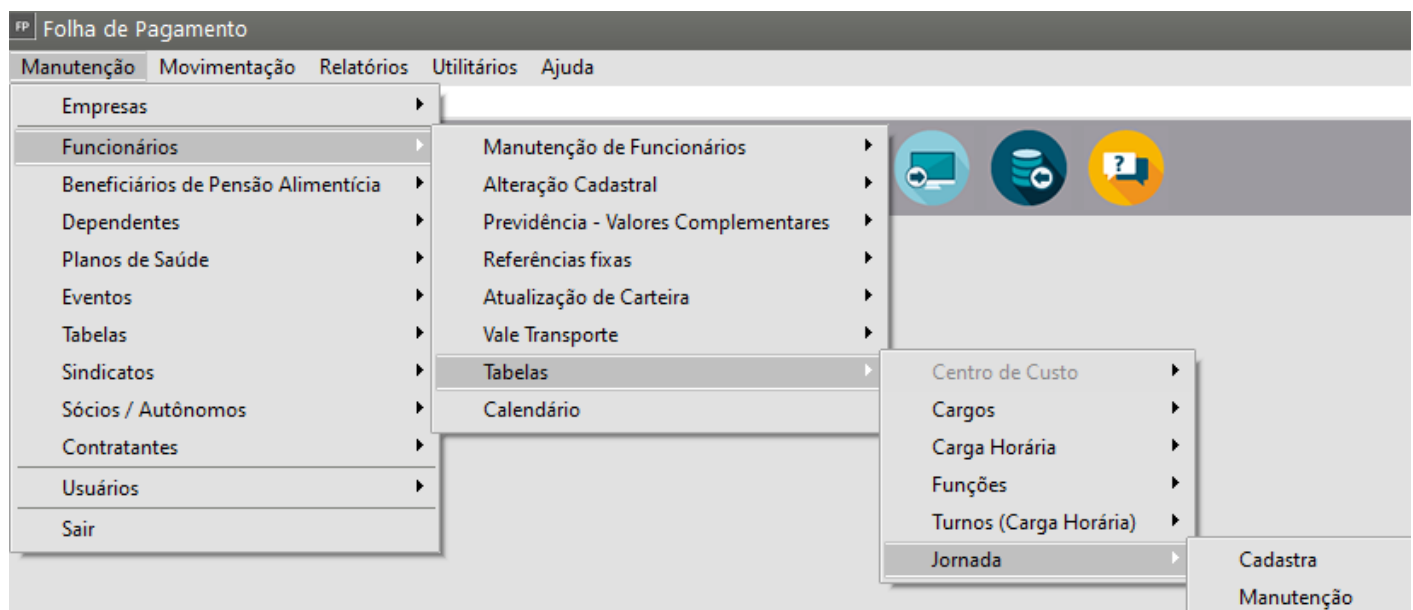 FP Folha de Pagamento
Manutenção Movimentação Relatórios Utilitários Ajuda
Empresas
Funcionários
Beneficiários de Pensão Alimentícia
Dependentes
Planos de Saúde
Eventos
Tabelas
Sindicatos
Sócios / Autônomos
Contratantes
Usuários
Sair
Manutenção de Funcionários
Alteração Cadastral
Previdência - Valores Complementares
Referências fixas
Atualização de Carteira
Vale Transporte
Tabelas
Calendário
Centro de Custo
Cargos
Carga Horária
Funções
Turnos (Carga Horária)
Jornada
Cadastra
Manutenção
?